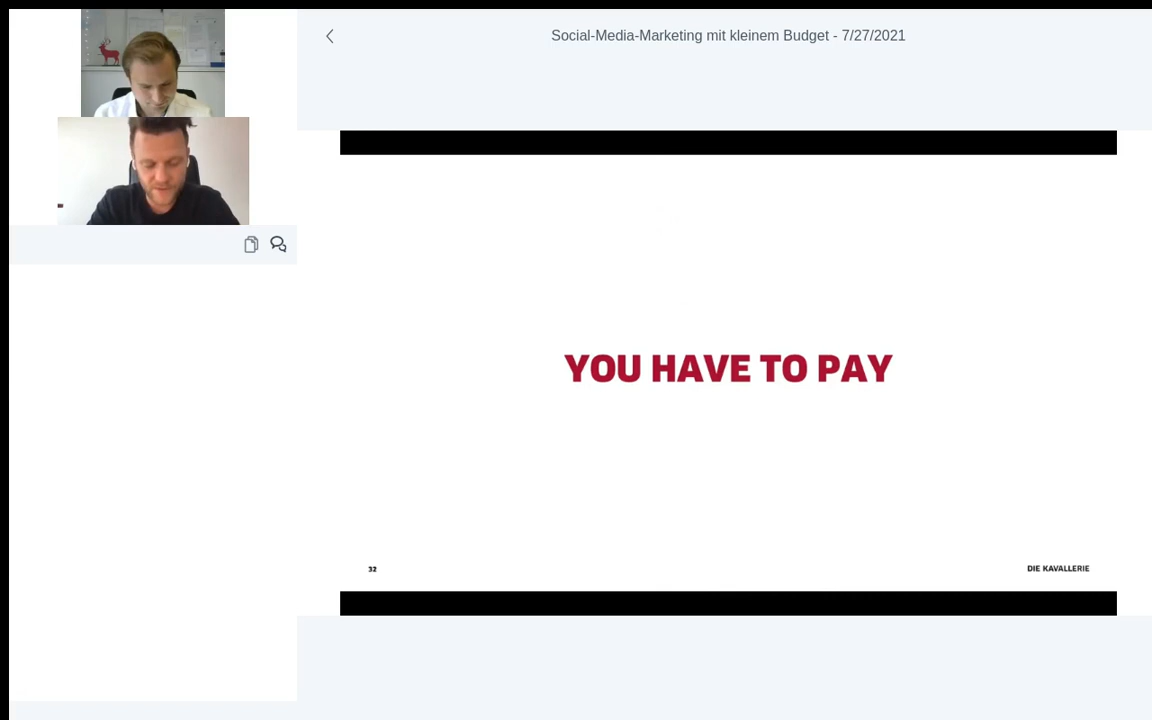 Social-Media-Marketing mit kleinem Budget - 7/27/2021
YOU HAVE TO PAY
32
DIE KAVALLERIE